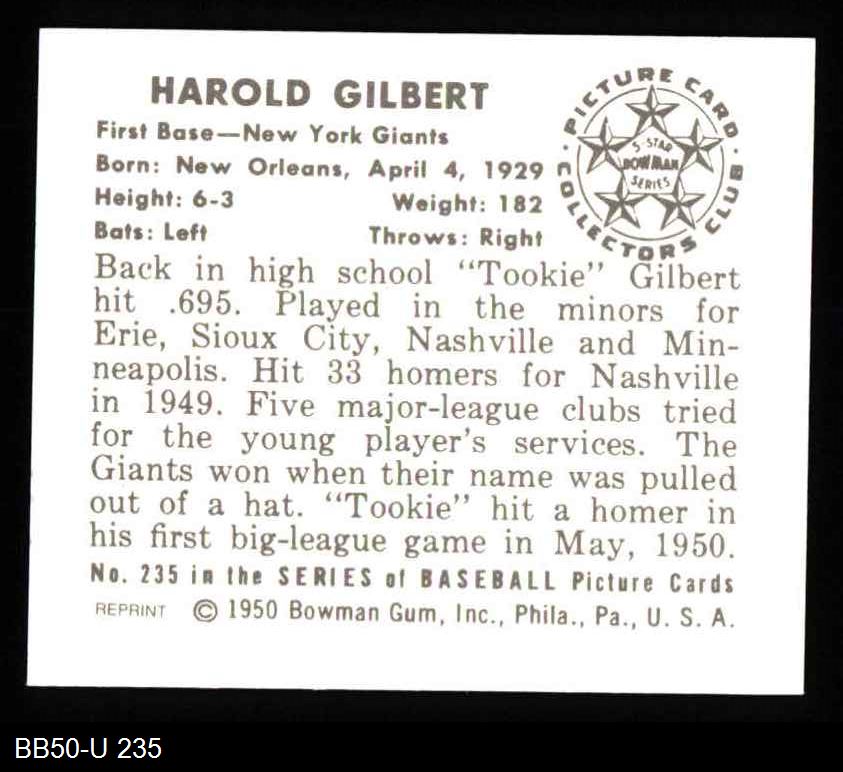 HAROLD GILBERT
First Base—New York Giants
Born: New Orleans, April 4, 1929
Height: 6-3 Weight: 182
Bats: Left Throws: Right
PICTURE CARD
COLLECTORS CLUB
5-STAR
BOWMAN
SERIES
Back in high school "Tookie" Gilbert
hit .695. Played in the minors for
Erie, Sioux City, Nashville and Min-
neapolis. Hit 33 homers for Nashville
in 1949. Five major-league clubs tried
for the young player's services. The
Giants won when their name was pulled
out of a hat. "Tookie" hit a homer in
his first big-league game in May, 1950.
No. 235 in the SERIES of BASEBALL Picture Cards
REPRINT © 1950 Bowman Gum, Inc., Phila., Pa., U. S. A.
BB50-U 235